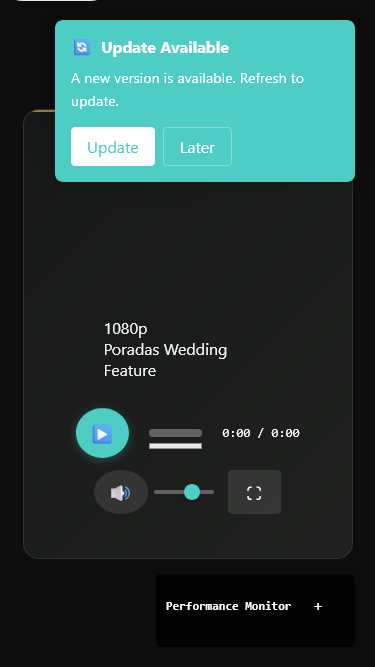 Update Available
A new version is available. Refresh to
update.
Update
Later
1080p
Poradas Wedding
Feature
0:00 / 0:00
Performance Monitor +